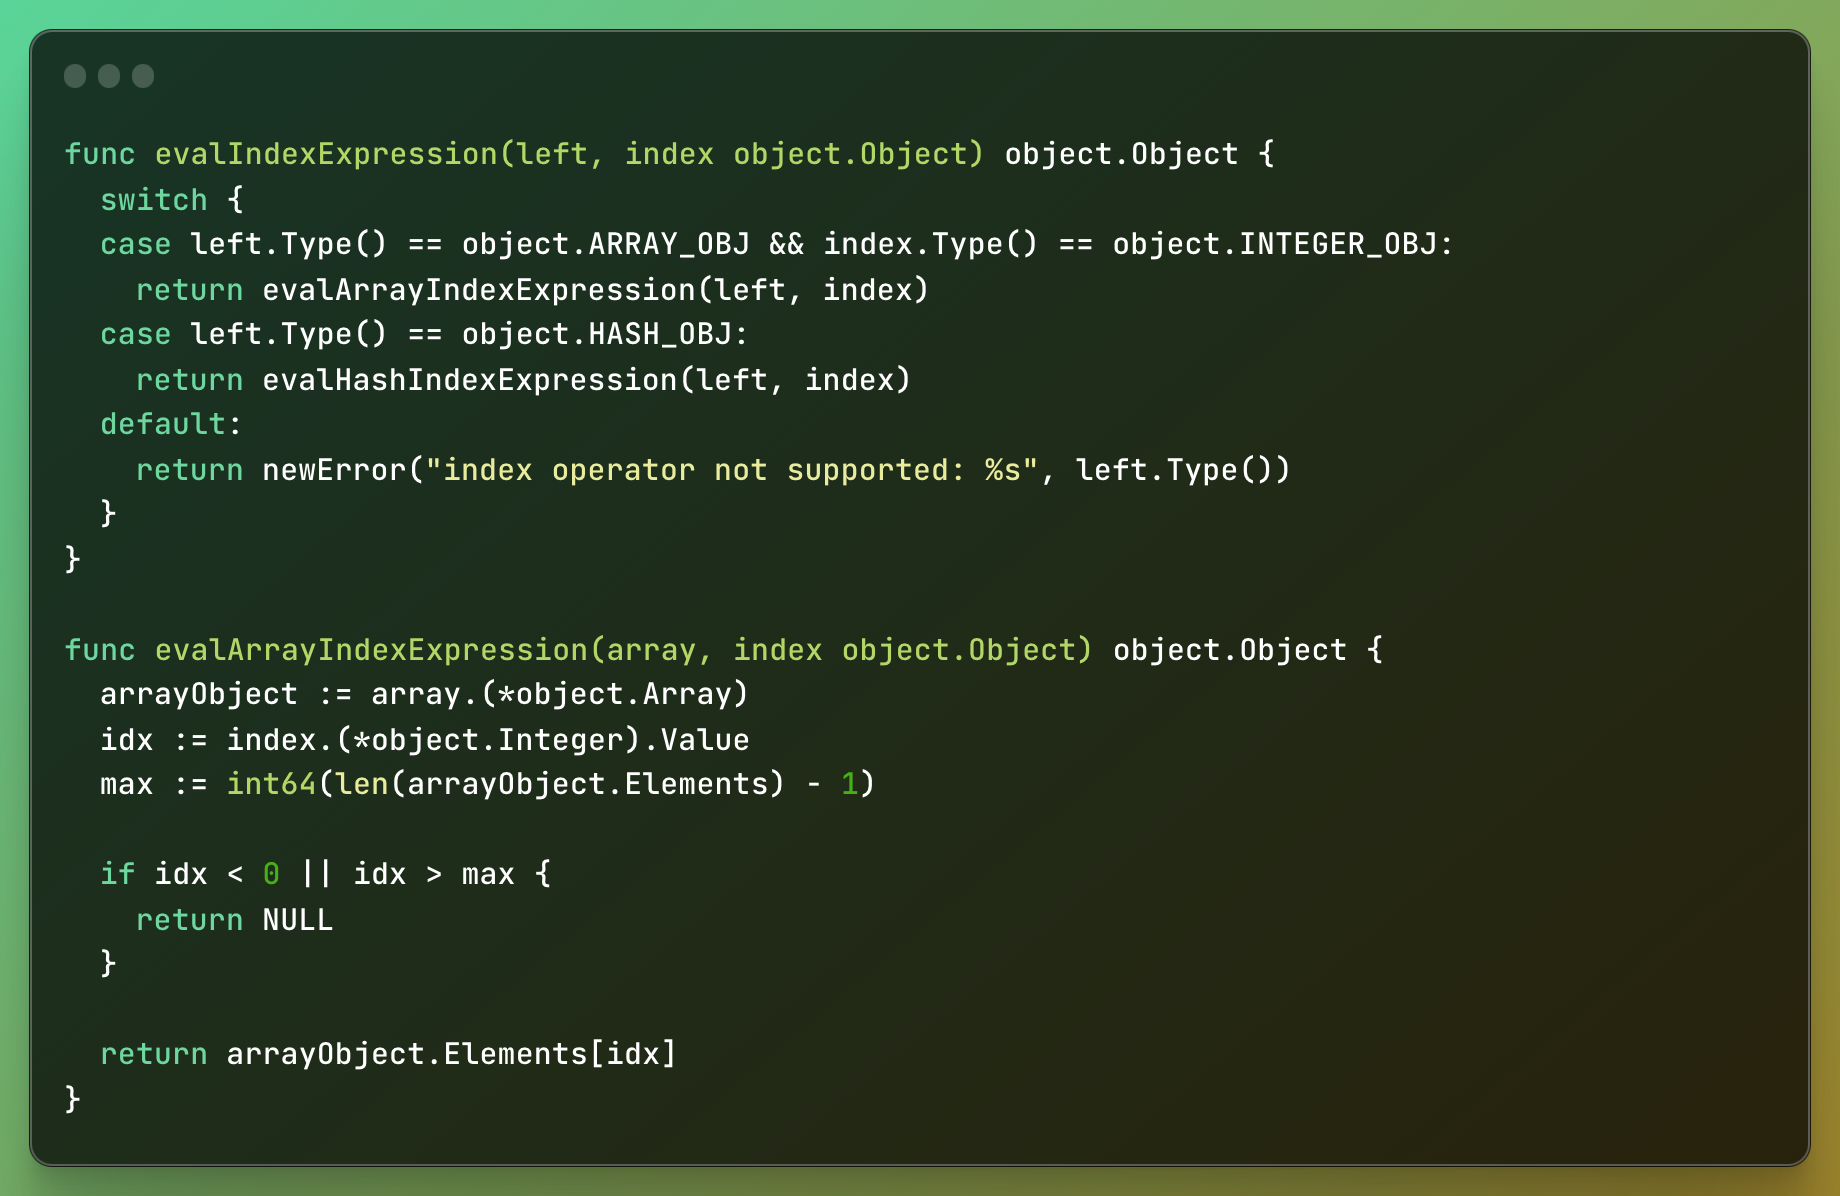 func evalIndexExpression(left, index object.Object) object.Object {
  switch {
  case left.Type() == object.ARRAY_OBJ && index.Type() == object.INTEGER_OBJ:
    return evalArrayIndexExpression(left, index)
  case left.Type() == object.HASH_OBJ:
    return evalHashIndexExpression(left, index)
  default:
    return newError("index operator not supported: %s", left.Type())
  }
}

func evalArrayIndexExpression(array, index object.Object) object.Object {
  arrayObject := array.(*object.Array)
  idx := index.(*object.Integer).Value
  max := int64(len(arrayObject.Elements) - 1)

  if idx < 0 || idx > max {
    return NULL
  }

  return arrayObject.Elements[idx]
}